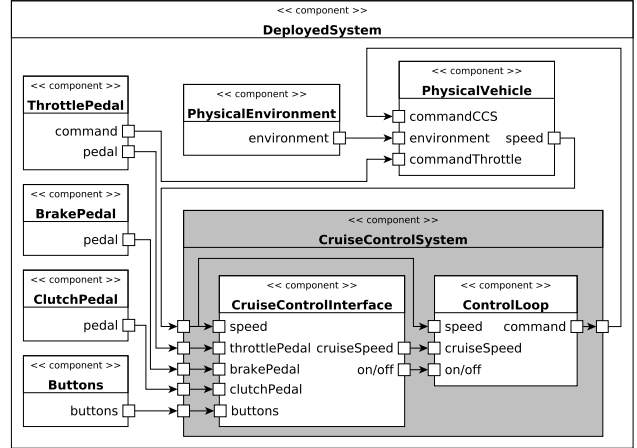 << component >>
DeployedSystem
<< component >>
ThrottlePedal
command
pedal
<< component >>
PhysicalEnvironment
environment
<< component >>
PhysicalVehicle
commandCCS
environment speed
commandThrottle
<< component >>
BrakePedal
pedal
<< component >>
ClutchPedal
pedal
<< component >>
Buttons
buttons
<< component >>
CruiseControlSystem
<< component >>
CruiseControlInterface
speed
throttlePedal cruiseSpeed
brakePedal on/off
clutchPedal
buttons
<< component >>
ControlLoop
speed command
cruiseSpeed
on/off